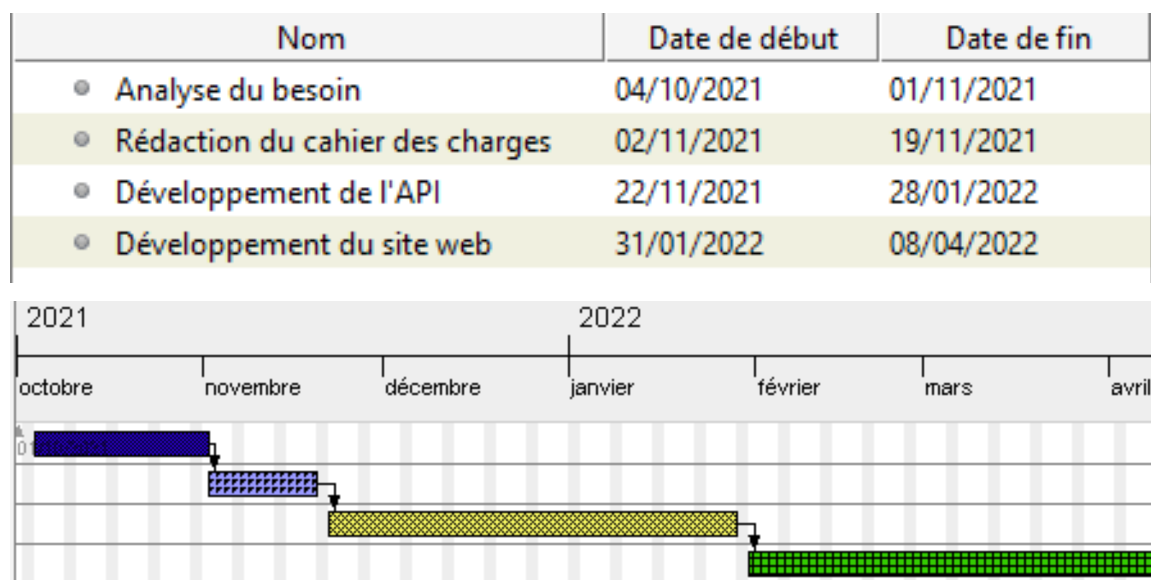 Nom Date de début Date de fin
Analyse du besoin 04/10/2021 01/11/2021
Rédaction du cahier des charges 02/11/2021 19/11/2021
Développement de l'API 22/11/2021 28/01/2022
Développement du site web 31/01/2022 08/04/2022
2021 2022
octobre novembre décembre janvier février mars avril